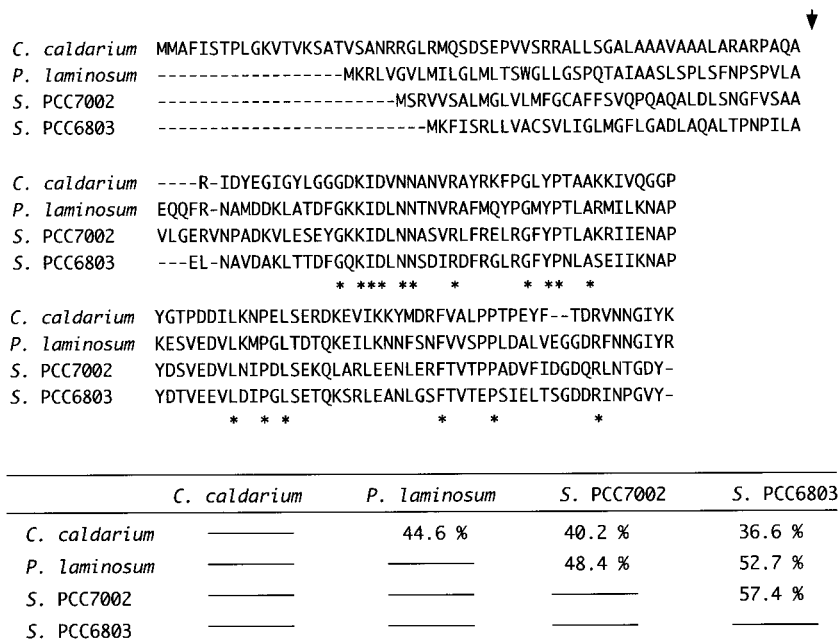 C. caldarium MMAFISTPLGKVTVKSATVSANRRGLRMQSDSEPVVSRRALLSGALAAAVAAALARARPAQA
P. laminosum -----------------MKRLVGVLMILGLMLTSWGLLGSPQTAIAASLSPLSFNPSPVLA
S. PCC7002 ----------------------MSRVVSALMGLVLMFGCAFFSVQPQAQALDLSNGFVSAA
S. PCC6803 -------------------------MKFISRLLVACSVLIGLMGFLGADLAQALTPNPILA
C. caldarium ----R-IDYEGIGYLGGGDKIDVNNANVRAYRKFPGLYPTAAKKIVQGGP
P. laminosum EQQFR-NAMDDKLATDFGKKIDLNNTNVRAFMQYPGMYPTLARMILKNAP
S. PCC7002 VLGERVNPADKVLESEYGKKIDLNNASVRLFRELRGFYPTLAKRIIENAP
S. PCC6803 ---EL-NAVDAKLTTDFGQKIDLNNSDIRDFRGLRGFYPNLASEIIKNAP
* *** ** * * ** *
C. caldarium YGTPDDILKNPELSERDKEVIKKYMDRFVALPPTPEYF--TDRVNNGIYK
P. laminosum KESVEDVLKMPGLTDTQKEILKNNFSNFVVSPPLDALVEGGDRFNNGIYR
S. PCC7002 YDSVEDVLNIPDLSEKQLARLEENLERFTVTPPADVFIDGDQRLNTGDY-
S. PCC6803 YDTVEEVLDIPGLSETQKSRLEANLGSFTVTEPSIELTSGDDRINPGVY-
* * * * * *
C. caldarium P. laminosum S. PCC7002 S. PCC6803
C. caldarium 44.6 % 40.2 % 36.6 %
P. laminosum 48.4 % 52.7 %
S. PCC7002 57.4 %
S. PCC6803